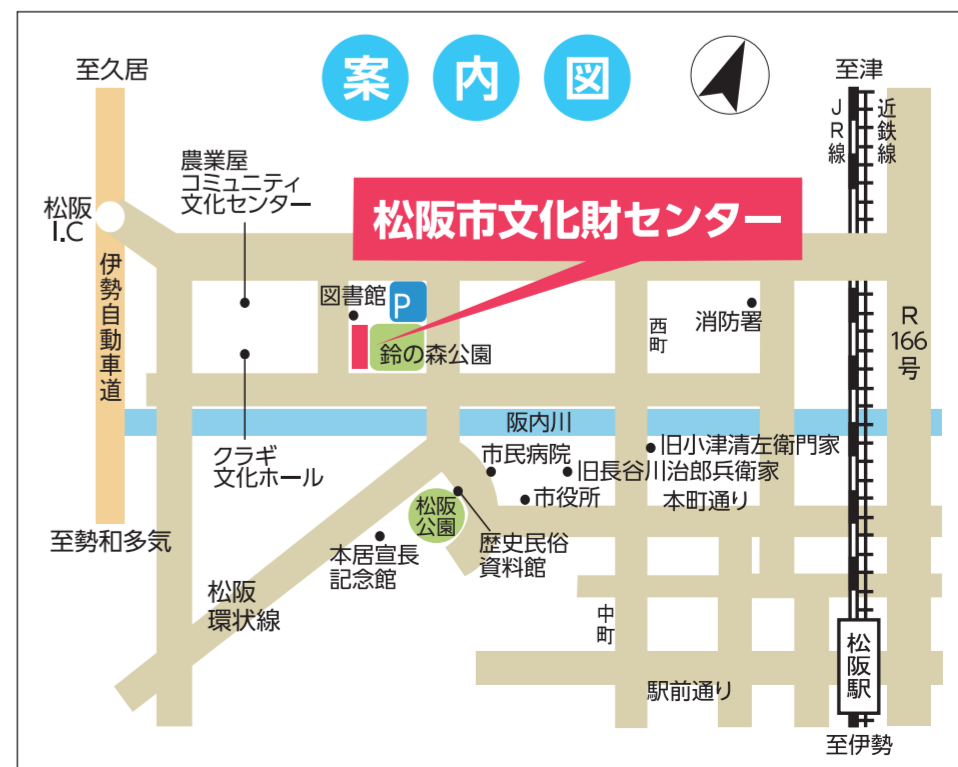 案内図
至久居
至津
JR線
近鉄線
農業屋
コミュニティ
文化センター
松阪
I.C
松阪市文化財センター
伊勢自動車道
図書館
P
鈴の森公園
西町
消防署
R
166
号
阪内川
クラギ
文化ホール
市民病院
旧小津清左衛門家
旧長谷川治郎兵衛家
市役所
本町通り
松阪
公園
至勢和多気
本居宣長
記念館
歴史民俗
資料館
松阪
環状線
中町
松阪駅
駅前通り
至伊勢